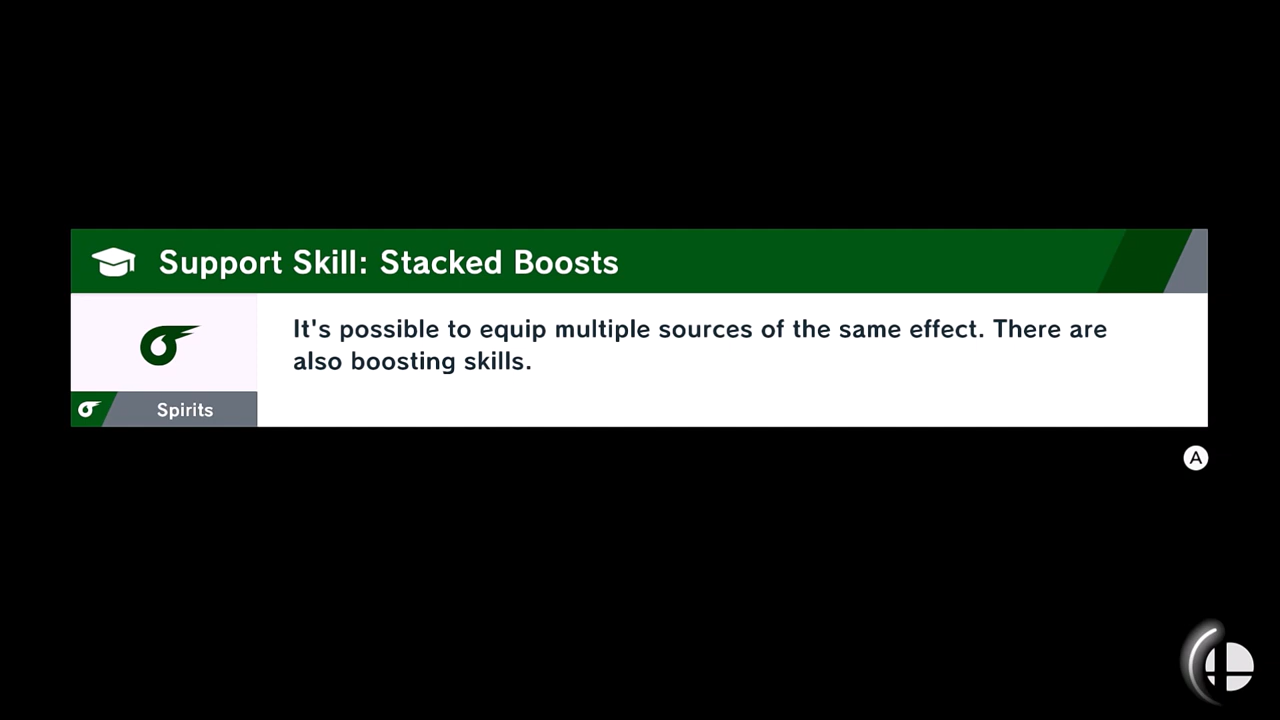 Support Skill: Stacked Boosts
It's possible to equip multiple sources of the same effect. There are
also boosting skills.
Spirits
A